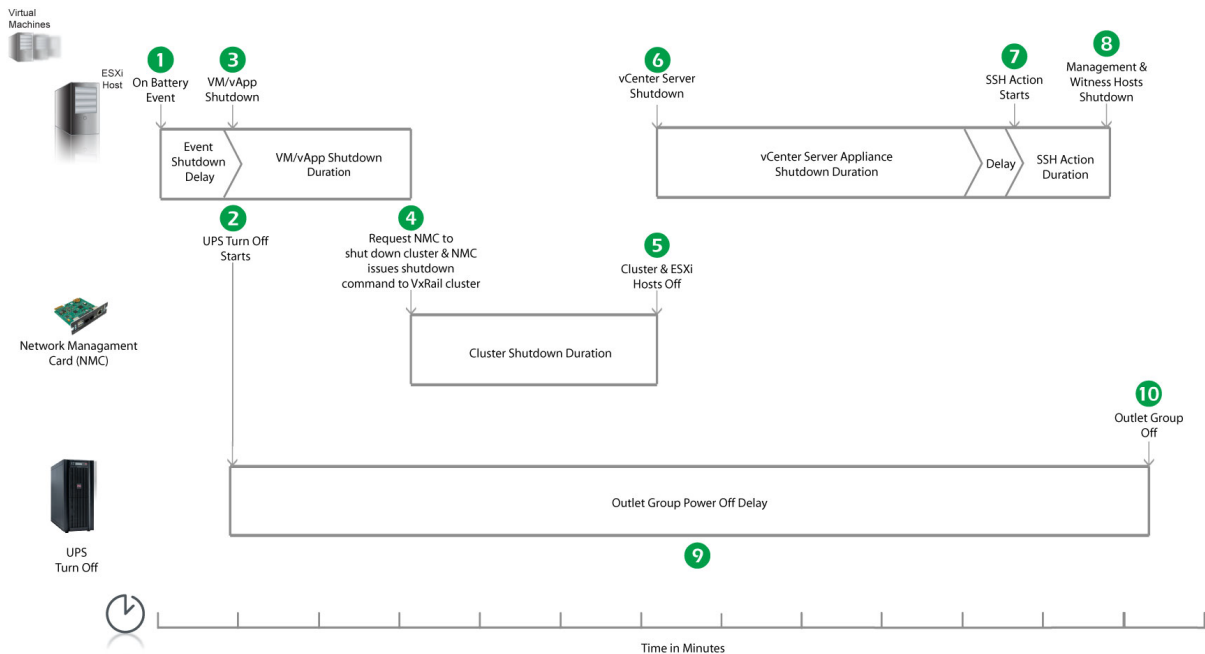 Virtual
Machines
ESXi
Host
1
On Battery
Event
3
VM/vApp
Shutdown
6
vCenter Server
Shutdown
7
SSH Action
Starts
8
Management &
Witness Hosts
Shutdown
Event
Shutdown
Delay
VM/vApp Shutdown
Duration
vCenter Server Appliance
Shutdown Duration
Delay
SSH Action
Duration
2
UPS Turn Off
Starts
4
Request NMC to
shut down cluster & NMC
issues shutdown
command to VxRail cluster
5
Cluster & ESXi
Hosts Off
Network Managament
Card (NMC)
Cluster Shutdown Duration
10
Outlet Group
Off
Outlet Group Power Off Delay
9
UPS
Turn Off
Time in Minutes